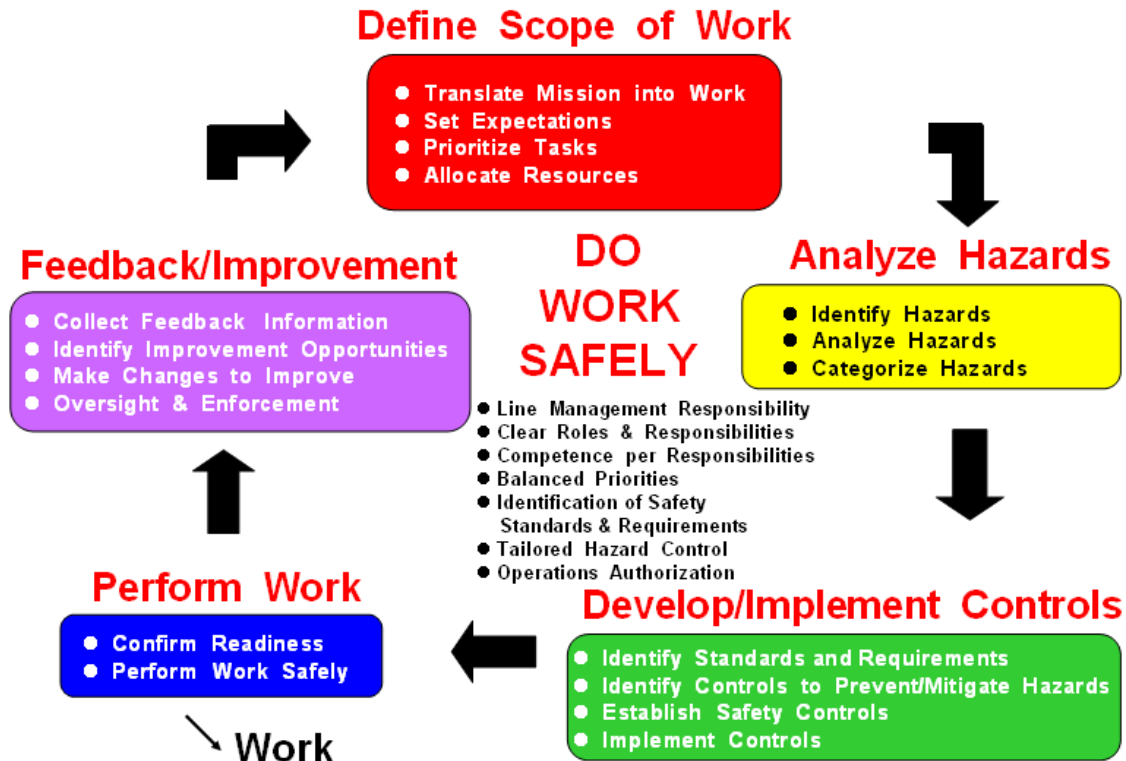 Define Scope of Work
● Translate Mission into Work
● Set Expectations
● Prioritize Tasks
● Allocate Resources
Analyze Hazards
● Identify Hazards
● Analyze Hazards
● Categorize Hazards
Develop/Implement Controls
● Identify Standards and Requirements
● Identify Controls to Prevent/Mitigate Hazards
● Establish Safety Controls
● Implement Controls
Perform Work
● Confirm Readiness
● Perform Work Safely
Work
Feedback/Improvement
● Collect Feedback Information
● Identify Improvement Opportunities
● Make Changes to Improve
● Oversight & Enforcement
DO
WORK
SAFELY
● Line Management Responsibility
● Clear Roles & Responsibilities
● Competence per Responsibilities
● Balanced Priorities
● Identification of Safety
Standards & Requirements
● Tailored Hazard Control
● Operations Authorization